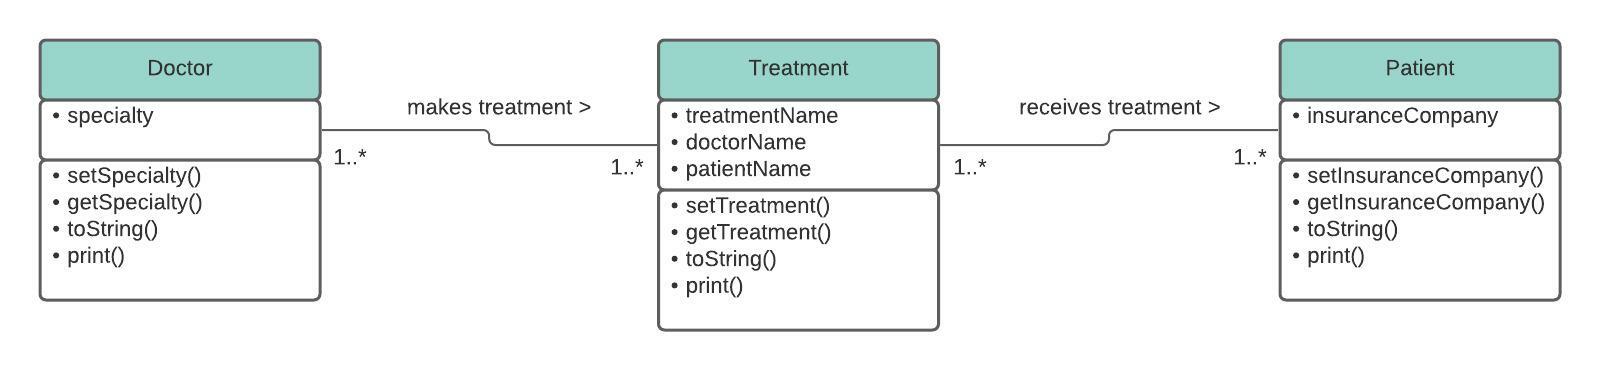 Doctor
• specialty
• setSpecialty()
• getSpecialty()
• toString()
• print()
makes treatment >
1..*
1..*
Treatment
• treatmentName
• doctorName
• patientName
• setTreatment()
• getTreatment()
• toString()
• print()
receives treatment >
1..*
1..*
Patient
• insuranceCompany
• setInsuranceCompany()
• getInsuranceCompany()
• toString()
• print()